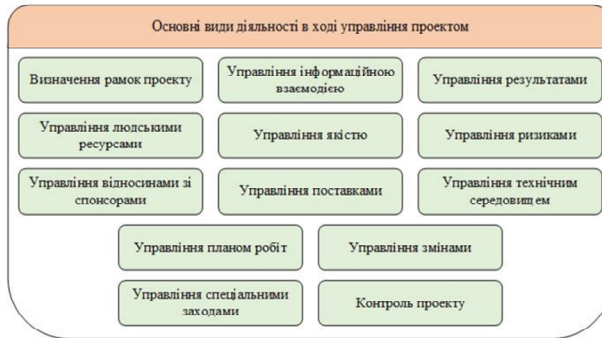 Основні види діяльності в ході управління проектом
Визначення рамок проекту
Управління інформаційною
взаємодією
Управління результатами
Управління людськими
ресурсами
Управління якістю
Управління ризиками
Управління відносинами зі
спонсорами
Управління поставками
Управління технічним
середовищем
Управління планом робіт
Управління змінами
Управління спеціальними
заходами
Контроль проекту